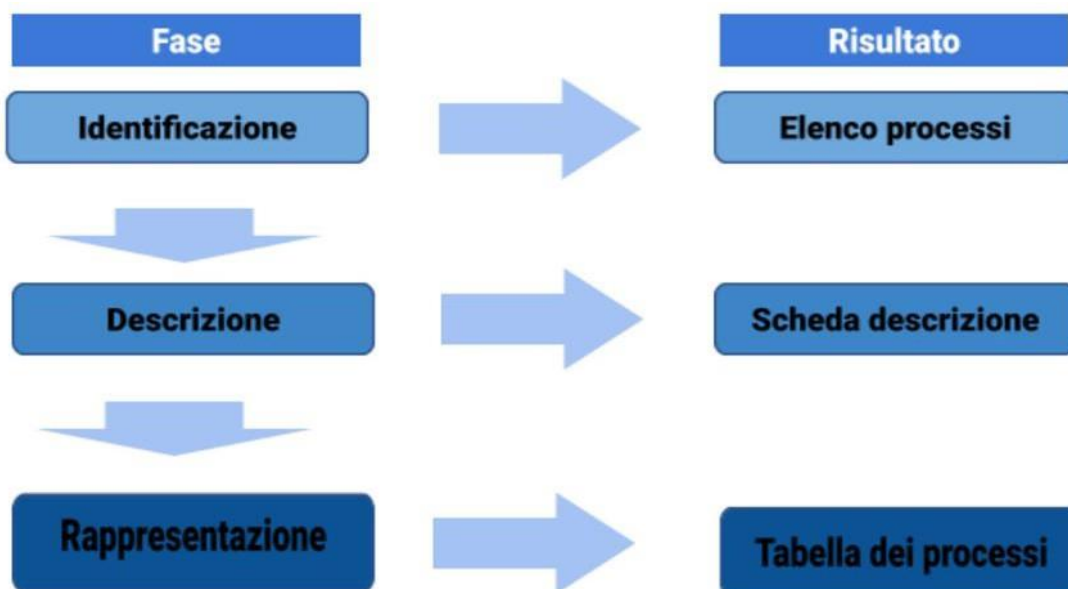 Fase
Risultato
Identificazione
Elenco processi
Descrizione
Scheda descrizione
Rappresentazione
Tabella dei processi